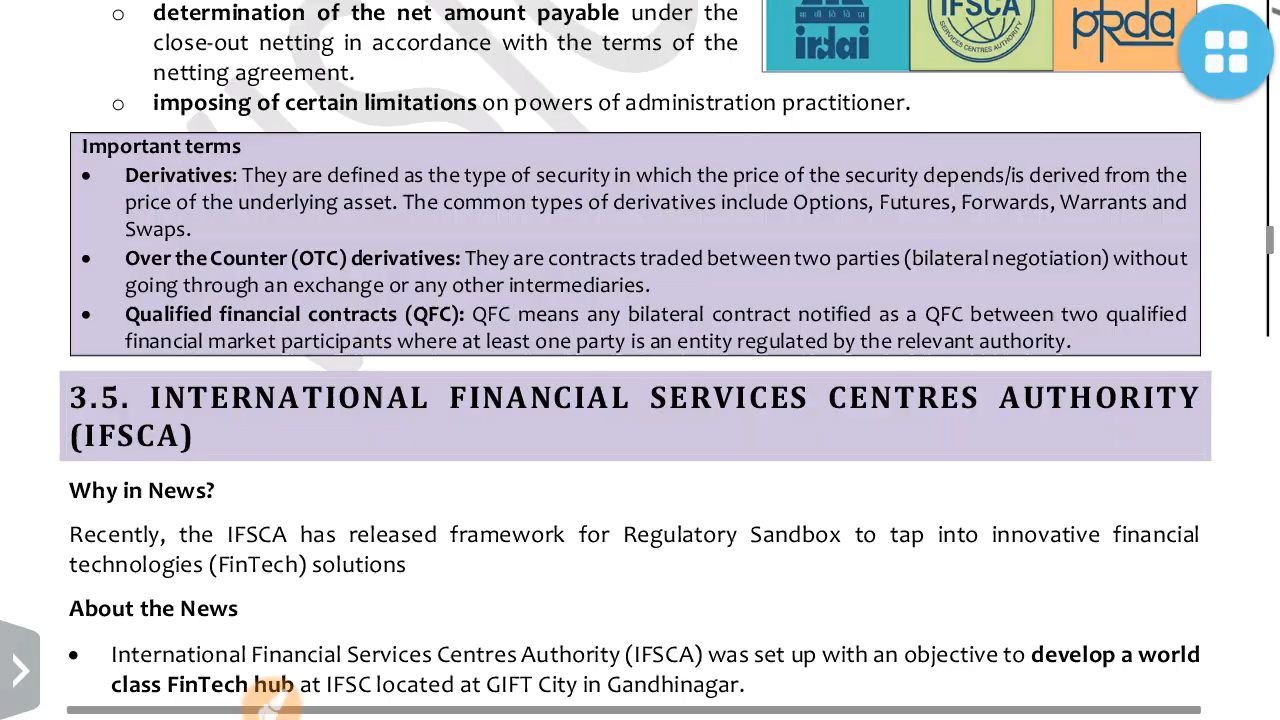 determination of the net amount payable under the
close-out netting in accordance with the terms of the
netting agreement.
imposing of certain limitations on powers of administration practitioner.
irdai
IFSCA
SERVICES CENTRES AUTHORITY
Important terms
Derivatives: They are defined as the type of security in which the price of the security depends/is derived from the
price of the underlying asset. The common types of derivatives include Options, Futures, Forwards, Warrants and
Swaps.
Over the Counter (OTC) derivatives: They are contracts traded between two parties (bilateral negotiation) without
going through an exchange or any other intermediaries.
Qualified financial contracts (QFC): QFC means any bilateral contract notified as a QFC between two qualified
financial market participants where at least one party is an entity regulated by the relevant authority.
3.5. INTERNATIONAL FINANCIAL SERVICES CENTRES AUTHORITY
(IFSCA)
Why in News?
Recently, the IFSCA has released framework for Regulatory Sandbox to tap into innovative financial
technologies (FinTech) solutions
About the News
International Financial Services Centres Authority (IFSCA) was set up with an objective to develop a world
class FinTech hub at IFSC located at GIFT City in Gandhinagar.